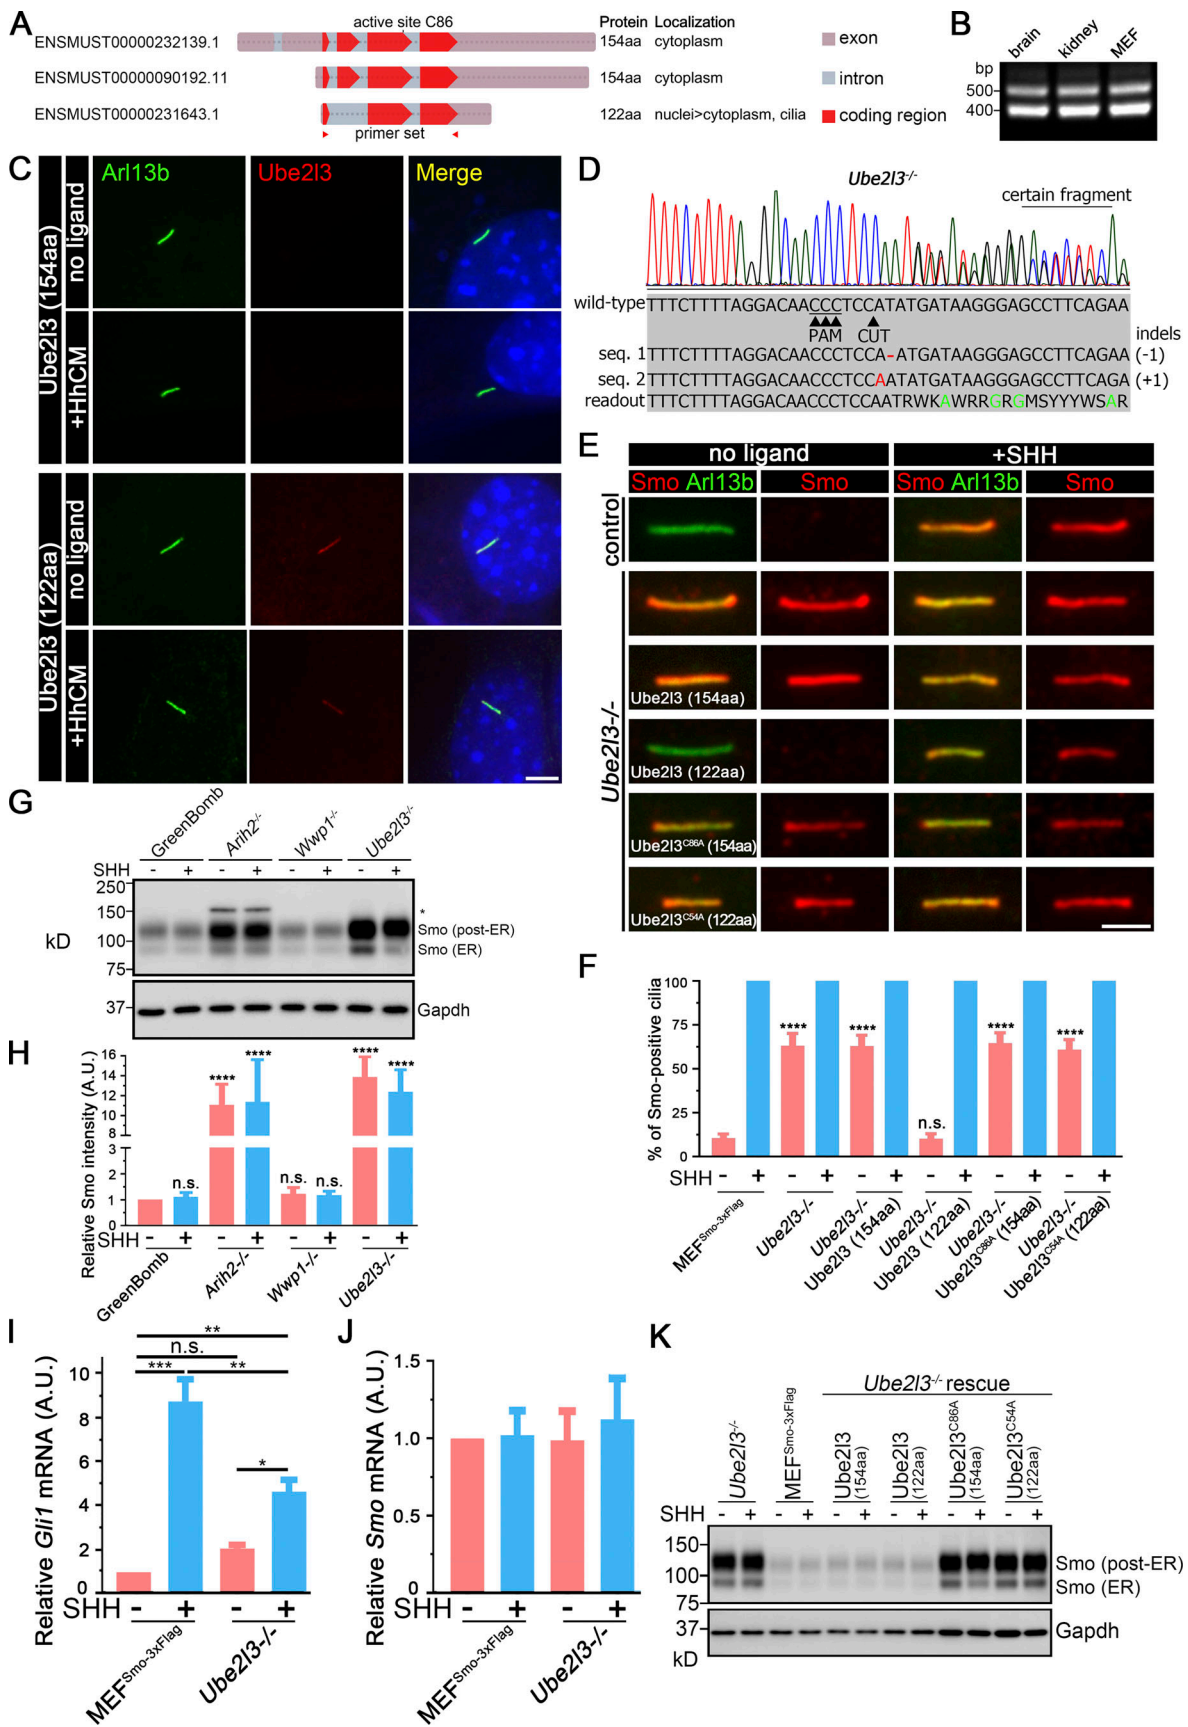 A
active site C86
Protein Localization
ENSMUST00000232139.1 154aa cytoplasm
ENSMUST00000090192.11 154aa cytoplasm
ENSMUST00000231643.1 122aa nuclei>cytoplasm, cilia
primer set
exon
intron
coding region
B
brain kidney MEF
bp
500
400
C
Arl13b Ube2l3 Merge
Ube2l3 (154aa)
no ligand
+HhCM
Ube2l3 (122aa)
no ligand
+HhCM
D
Ube2l3-/-
certain fragment
wild-type TTTCTTTTAGGACAACCCTCCATATGATAAGGGAGCCTTCAGAA
PAM CUT indels
seq. 1 TTTCTTTTAGGACAACCCTCCA-ATGATAAGGGAGCCTTCAGAA (-1)
seq. 2 TTTCTTTTAGGACAACCCTCCAATATGATAAGGGAGCCTTCAGA (+1)
readout TTTCTTTTAGGACAACCCTCCAATRWKAWRRGRGMSYYYWSAR
E
no ligand +SHH
Smo Arl13b Smo Smo Arl13b Smo
control
Ube2l3-/-
Ube2l3 (154aa)
Ube2l3 (122aa)
Ube2l3C86A (154aa)
Ube2l3C54A (122aa)
F
% of Smo-positive cilia
100
75
50
25
0
**** **** n.s. **** ****
SHH - + - + - + - + - + - +
MEFSmo-3xFlag
Ube2l3-/-
Ube2l3-/- Ube2l3 (154aa)
Ube2l3-/- Ube2l3 (122aa)
Ube2l3-/- Ube2l3C86A (154aa)
Ube2l3-/- Ube2l3C54A (122aa)
G
GreenBomb Arih2-/- Wwp1-/- Ube2l3-/-
SHH - + - + - + - +
250
150
100
75
37
kD
*
Smo (post-ER)
Smo (ER)
Gapdh
H
Relative Smo intensity (A.U.)
16
14
12
10
8
3
2
1
0
n.s. **** **** n.s. n.s. **** ****
SHH - + - + - + - +
GreenBomb Arih2-/- Wwp1-/- Ube2l3-/-
I
Relative Gli1 mRNA (A.U.)
10
8
6
4
2
0
**
n.s.
*** **
*
SHH - + - +
MEFSmo-3xFlag Ube2l3-/-
J
Relative Smo mRNA (A.U.)
1.5
1.0
0.5
0
SHH - + - +
MEFSmo-3xFlag Ube2l3-/-
K
Ube2l3-/- rescue
Ube2l3-/-
MEFSmo-3xFlag
Ube2l3 (154aa)
Ube2l3 (122aa)
Ube2l3C86A (154aa)
Ube2l3C54A (122aa)
SHH - + - + - + - + - + - +
150
100
75
37
kD
Smo (post-ER)
Smo (ER)
Gapdh